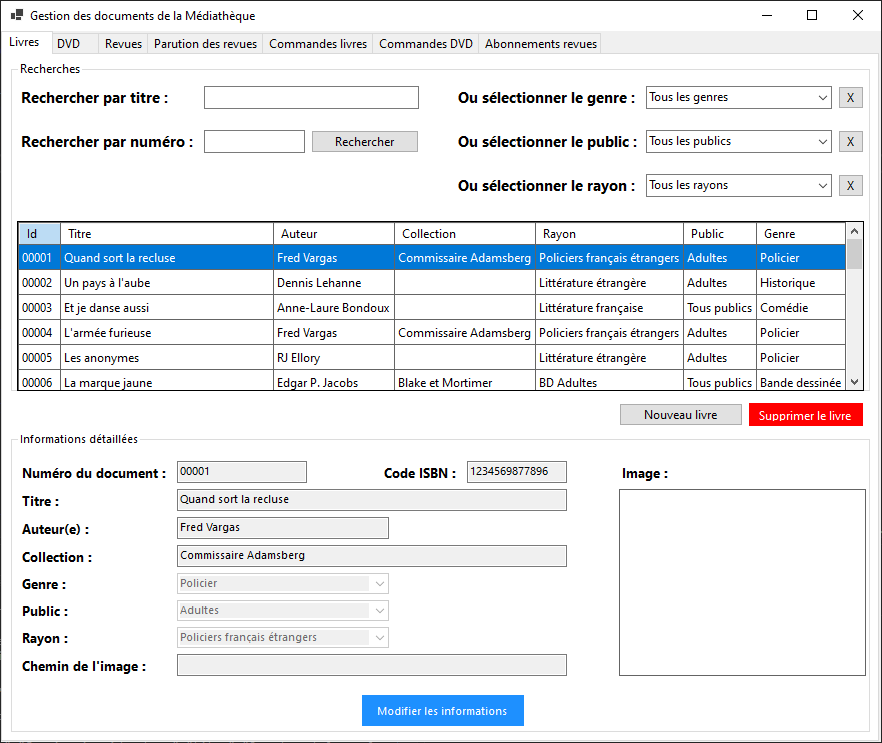 Gestion des documents de la Médiathèque
Livres DVD Revues Parution des revues Commandes livres Commandes DVD Abonnements revues
Recherches
Rechercher par titre : Ou sélectionner le genre : Tous les genres X
Rechercher par numéro : Rechercher Ou sélectionner le public : Tous les publics X
Ou sélectionner le rayon : Tous les rayons X
Id Titre Auteur Collection Rayon Public Genre
00001 Quand sort la recluse Fred Vargas Commissaire Adamsberg Policiers français étrangers Adultes Policier
00002 Un pays à l'aube Dennis Lehanne Littérature étrangère Adultes Historique
00003 Et je danse aussi Anne-Laure Bondoux Littérature française Tous publics Comédie
00004 L'armée furieuse Fred Vargas Commissaire Adamsberg Policiers français étrangers Adultes Policier
00005 Les anonymes RJ Ellory Littérature étrangère Adultes Policier
00006 La marque jaune Edgar P. Jacobs Blake et Mortimer BD Adultes Tous publics Bande dessinée
Nouveau livre Supprimer le livre
Informations détaillées
Numéro du document : 00001 Code ISBN : 1234569877896 Image :
Titre : Quand sort la recluse
Auteur(e) : Fred Vargas
Collection : Commissaire Adamsberg
Genre : Policier
Public : Adultes
Rayon : Policiers français étrangers
Chemin de l'image :
Modifier les informations